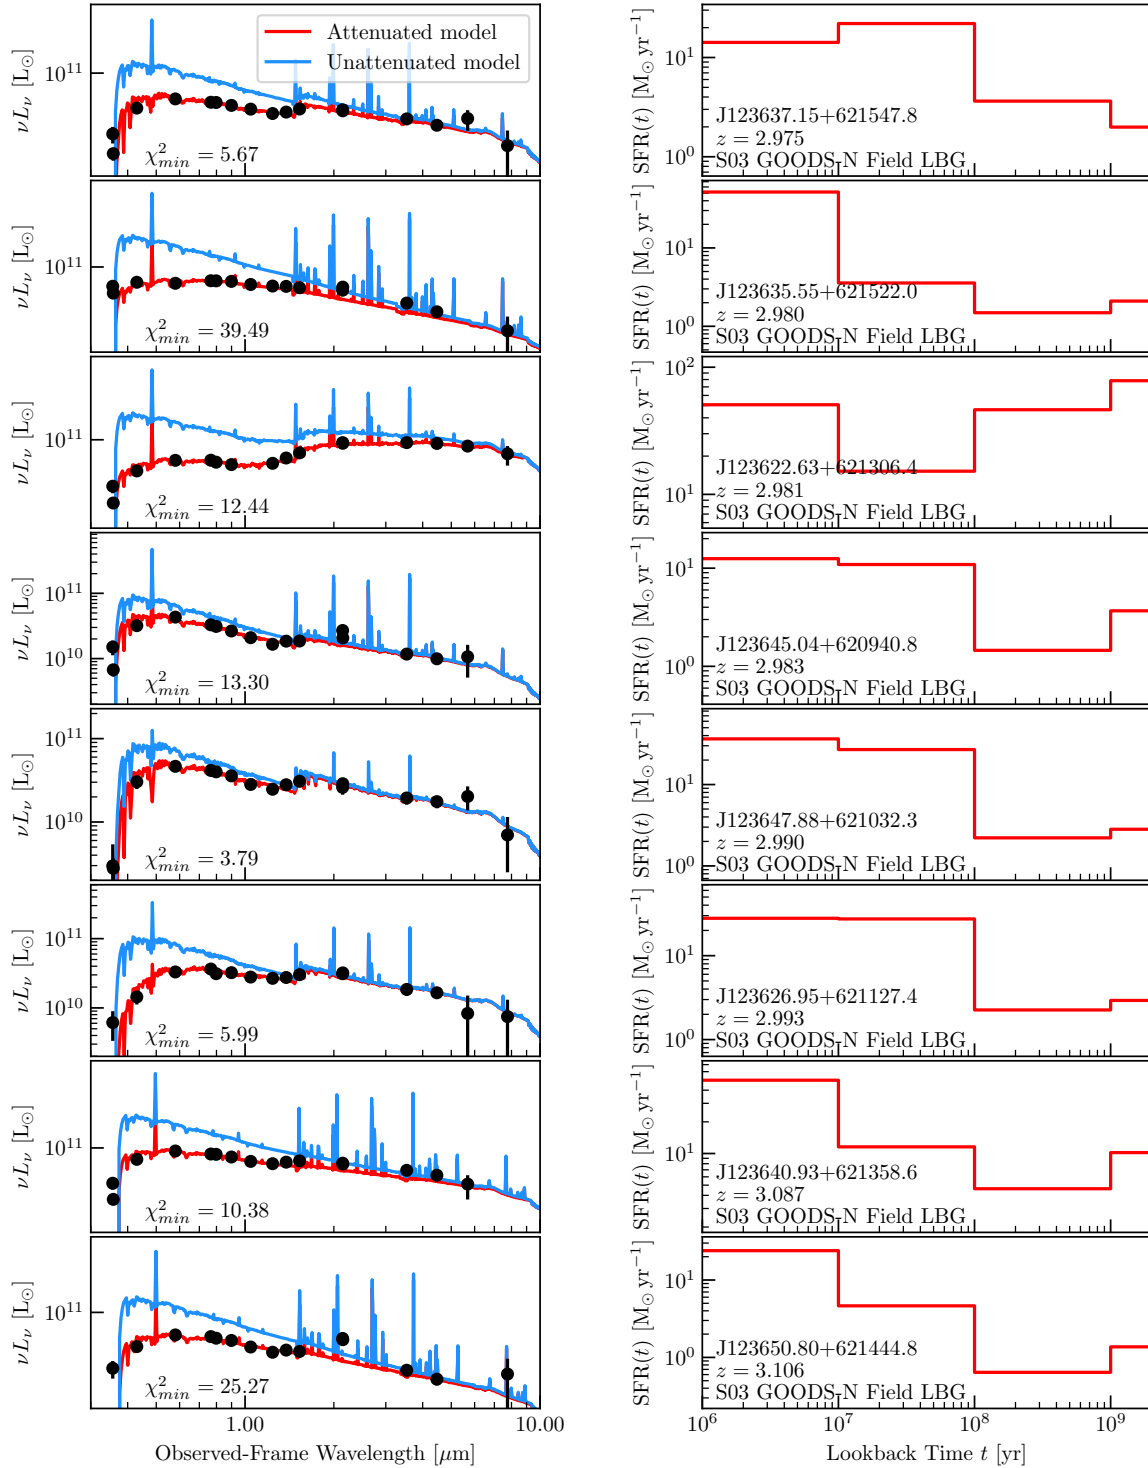 νLν [L⊙]
10^11
Attenuated model
Unattenuated model
χ²min = 5.67
SFR(t) [M⊙ yr⁻¹]
10^1
10^0
J123637.15+621547.8
z = 2.975
S03 GOODS-N Field LBG
νLν [L⊙]
10^11
χ²min = 39.49
SFR(t) [M⊙ yr⁻¹]
10^1
10^0
J123635.55+621522.0
z = 2.980
S03 GOODS-N Field LBG
νLν [L⊙]
10^11
χ²min = 12.44
SFR(t) [M⊙ yr⁻¹]
10^2
10^1
J123622.63+621306.4
z = 2.981
S03 GOODS-N Field LBG
νLν [L⊙]
10^11
10^10
χ²min = 13.30
SFR(t) [M⊙ yr⁻¹]
10^1
10^0
J123645.04+620940.8
z = 2.983
S03 GOODS-N Field LBG
νLν [L⊙]
10^11
10^10
χ²min = 3.79
SFR(t) [M⊙ yr⁻¹]
10^1
10^0
J123647.88+621032.3
z = 2.990
S03 GOODS-N Field LBG
νLν [L⊙]
10^11
10^10
χ²min = 5.99
SFR(t) [M⊙ yr⁻¹]
10^1
10^0
J123626.95+621127.4
z = 2.993
S03 GOODS-N Field LBG
νLν [L⊙]
10^11
χ²min = 10.38
SFR(t) [M⊙ yr⁻¹]
10^1
J123640.93+621358.6
z = 3.087
S03 GOODS-N Field LBG
νLν [L⊙]
10^11
χ²min = 25.27
SFR(t) [M⊙ yr⁻¹]
10^1
10^0
J123650.80+621444.8
z = 3.106
S03 GOODS-N Field LBG
1.00 10.00
Observed-Frame Wavelength [μm]
10^6 10^7 10^8 10^9
Lookback Time t [yr]